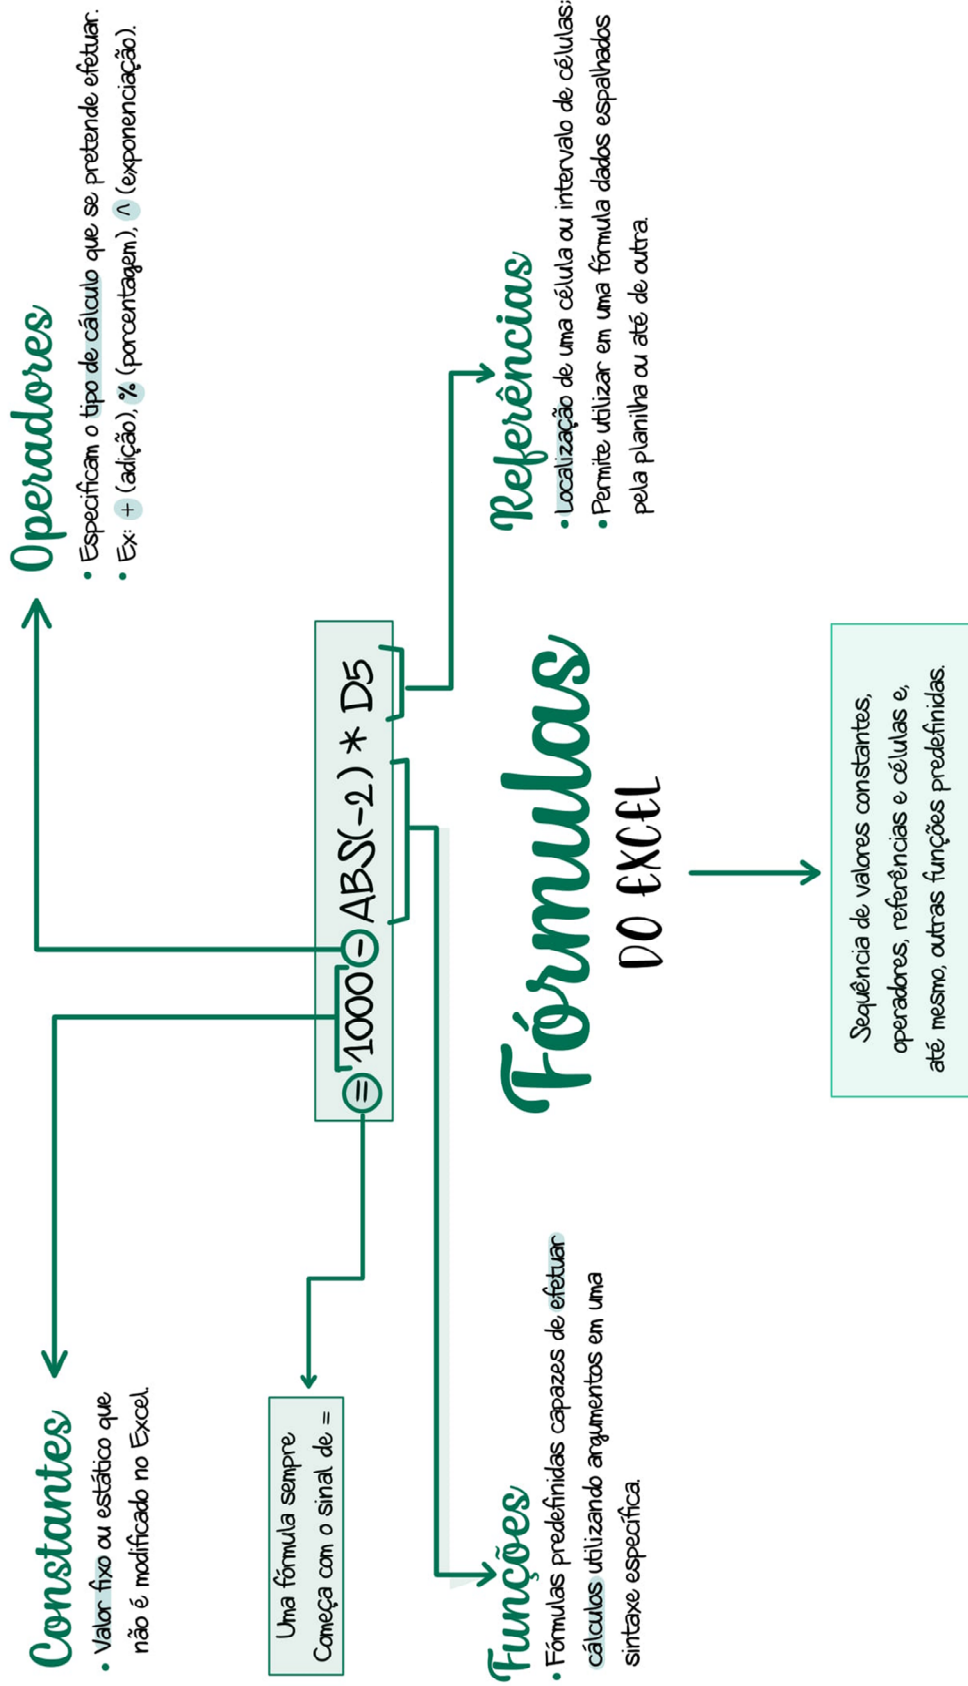 Constantes
• Valor fixo ou estático que
não é modificado no Excel.
Operadores
• Especificam o tipo de cálculo que se pretende efetuar.
• Ex: + (adição), % (porcentagem), ^ (exponenciação).
Uma fórmula sempre
Começa com o sinal de =
= 1000 - ABS(-2) * D5
Funções
• Fórmulas predefinidas capazes de efetuar
cálculos utilizando argumentos em uma
sintaxe específica.
Fórmulas
DO EXCEL
Referências
• Localização de uma célula ou intervalo de células;
• Permite utilizar em uma fórmula dados espalhados
pela planilha ou até de outra.
Sequência de valores constantes,
operadores, referências e células e,
até mesmo, outras funções predefinidas.